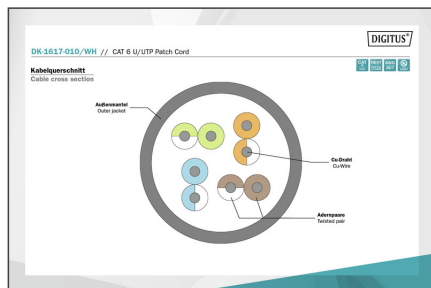 DIGITUS®
DK-1617-010/WH // CAT 6 U/UTP Patch Cord
Kabelquerschnitt
Cable cross section
Außenmantel
Outer jacket
Cu-Draht
Cu-Wire
Adernpaare
Twisted pair